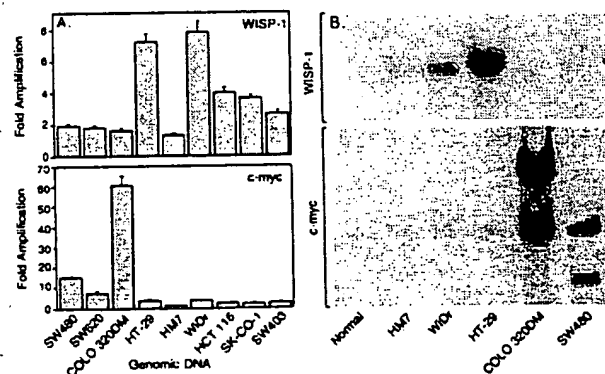 A.
WISP-1
Fold Amplification
8
6
4
2
0
c-myc
Fold Amplification
70
60
50
40
30
20
10
0
SW480
SW620
COLO 320DM
HT-29
HM7
WiDr
HCT 116
SK-CO-1
SW403
Genomic DNA
B.
WISP-1
c-myc
Normal
HM7
WiDr
HT-29
COLO 320DM
SW480